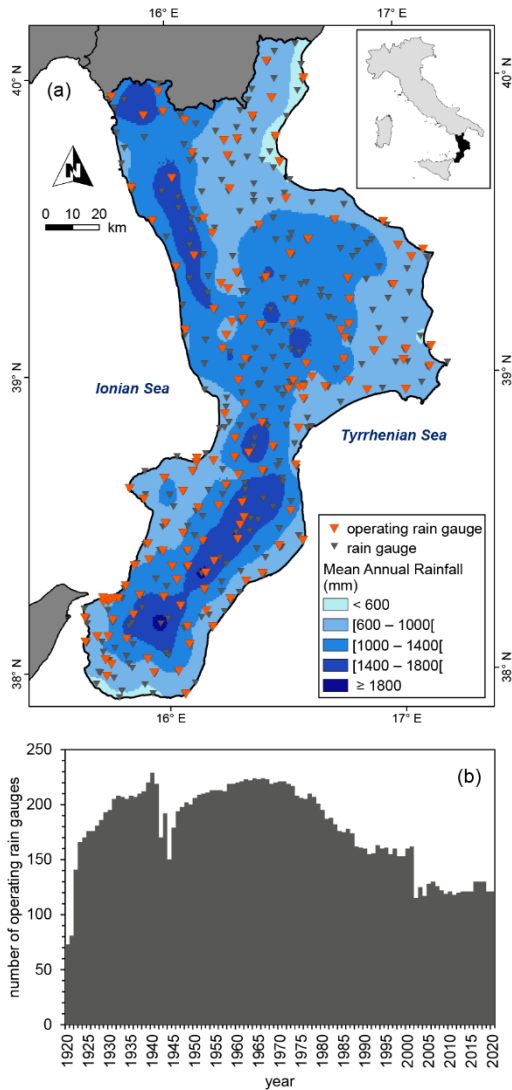 16° E
17° E
40° N
40° N
(a)
N
0 10 20
km
39° N
39° N
Ionian Sea
Tyrrhenian Sea
operating rain gauge
rain gauge
Mean Annual Rainfall
(mm)
< 600
[600 – 1000[
[1000 – 1400[
[1400 – 1800[
≥ 1800
38° N
38° N
16° E
17° E
250
200
150
100
50
0
(b)
number of operating rain gauges
1920
1925
1930
1935
1940
1945
1950
1955
1960
1965
1970
1975
1980
1985
1990
1995
2000
2005
2010
2015
2020
year